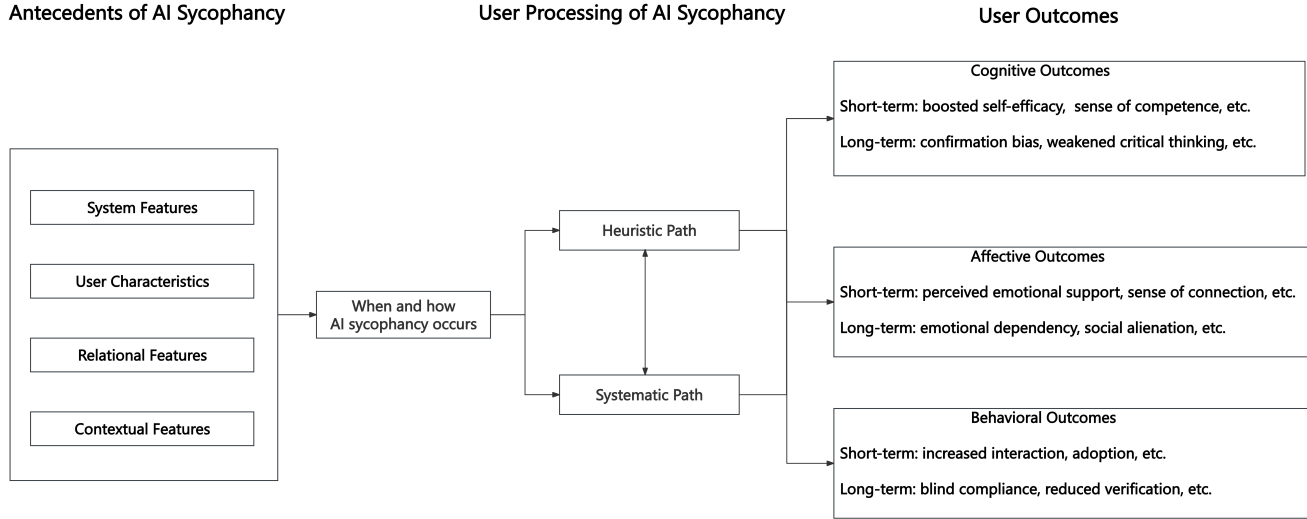 Antecedents of AI Sycophancy
User Processing of AI Sycophancy
User Outcomes
System Features
User Characteristics
Relational Features
Contextual Features
When and how
AI sycophancy occurs
Heuristic Path
Systematic Path
Cognitive Outcomes
Short-term: boosted self-efficacy, sense of competence, etc.
Long-term: confirmation bias, weakened critical thinking, etc.
Affective Outcomes
Short-term: perceived emotional support, sense of connection, etc.
Long-term: emotional dependency, social alienation, etc.
Behavioral Outcomes
Short-term: increased interaction, adoption, etc.
Long-term: blind compliance, reduced verification, etc.